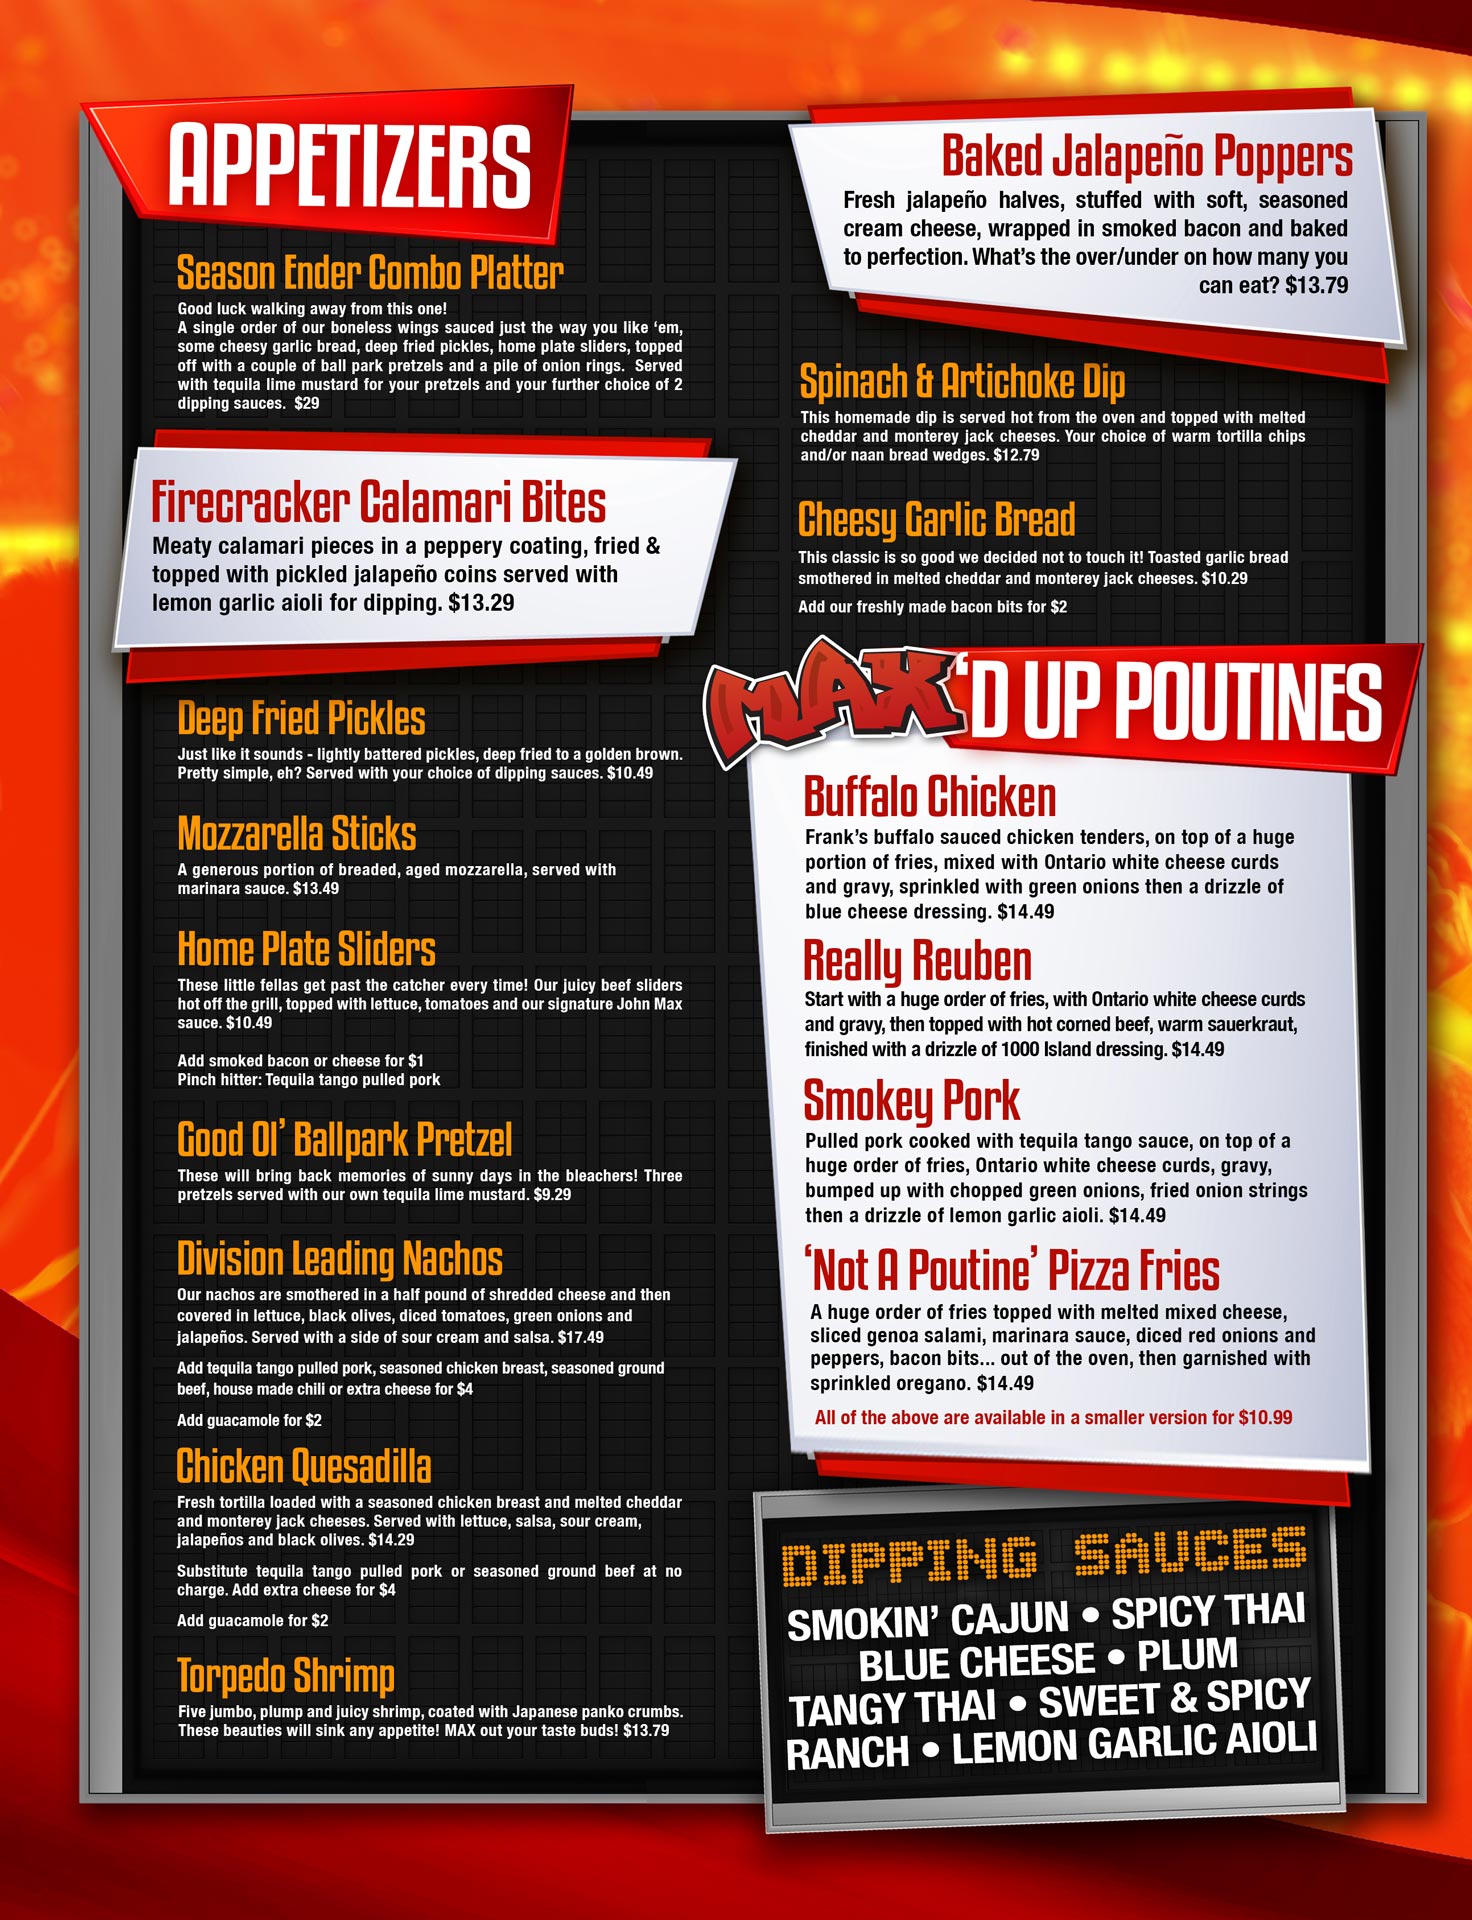 APPETIZERS
Season Ender Combo Platter
Good luck walking away from this one!
A single order of our boneless wings sauced just the way you like ‘em,
some cheesy garlic bread, deep fried pickles, home plate sliders, topped
off with a couple of ball park pretzels and a pile of onion rings. Served
with tequila lime mustard for your pretzels and your further choice of 2
dipping sauces. $29
Firecracker Calamari Bites
Meaty calamari pieces in a peppery coating, fried &
topped with pickled jalapeño coins served with
lemon garlic aioli for dipping. $13.29
Deep Fried Pickles
Just like it sounds - lightly battered pickles, deep fried to a golden brown.
Pretty simple, eh? Served with your choice of dipping sauces. $10.49
Mozzarella Sticks
A generous portion of breaded, aged mozzarella, served with
marinara sauce. $13.49
Home Plate Sliders
These little fellas get past the catcher every time! Our juicy beef sliders
hot off the grill, topped with lettuce, tomatoes and our signature John Max
sauce. $10.49
Add smoked bacon or cheese for $1
Pinch hitter: Tequila tango pulled pork
Good Ol’ Ballpark Pretzel
These will bring back memories of sunny days in the bleachers! Three
pretzels served with our own tequila lime mustard. $9.29
Division Leading Nachos
Our nachos are smothered in a half pound of shredded cheese and then
covered in lettuce, black olives, diced tomatoes, green onions and
jalapeños. Served with a side of sour cream and salsa. $17.49
Add tequila tango pulled pork, seasoned chicken breast, seasoned ground
beef, house made chili or extra cheese for $4
Add guacamole for $2
Chicken Quesadilla
Fresh tortilla loaded with a seasoned chicken breast and melted cheddar
and monterey jack cheeses. Served with lettuce, salsa, sour cream,
jalapeños and black olives. $14.29
Substitute tequila tango pulled pork or seasoned ground beef at no
charge. Add extra cheese for $4
Add guacamole for $2
Torpedo Shrimp
Five jumbo, plump and juicy shrimp, coated with Japanese panko crumbs.
These beauties will sink any appetite! MAX out your taste buds! $13.79
Baked Jalapeño Poppers
Fresh jalapeño halves, stuffed with soft, seasoned
cream cheese, wrapped in smoked bacon and baked
to perfection. What’s the over/under on how many you
can eat? $13.79
Spinach & Artichoke Dip
This homemade dip is served hot from the oven and topped with melted
cheddar and monterey jack cheeses. Your choice of warm tortilla chips
and/or naan bread wedges. $12.79
Cheesy Garlic Bread
This classic is so good we decided not to touch it! Toasted garlic bread
smothered in melted cheddar and monterey jack cheeses. $10.29
Add our freshly made bacon bits for $2
MAX‘D UP POUTINES
Buffalo Chicken
Frank’s buffalo sauced chicken tenders, on top of a huge
portion of fries, mixed with Ontario white cheese curds
and gravy, sprinkled with green onions then a drizzle of
blue cheese dressing. $14.49
Really Reuben
Start with a huge order of fries, with Ontario white cheese curds
and gravy, then topped with hot corned beef, warm sauerkraut,
finished with a drizzle of 1000 Island dressing. $14.49
Smokey Pork
Pulled pork cooked with tequila tango sauce, on top of a
huge order of fries, Ontario white cheese curds, gravy,
bumped up with chopped green onions, fried onion strings
then a drizzle of lemon garlic aioli. $14.49
‘Not A Poutine’ Pizza Fries
A huge order of fries topped with melted mixed cheese,
sliced genoa salami, marinara sauce, diced red onions and
peppers, bacon bits... out of the oven, then garnished with
sprinkled oregano. $14.49
All of the above are available in a smaller version for $10.99
DIPPING SAUCES
SMOKIN’ CAJUN • SPICY THAI
BLUE CHEESE • PLUM
TANGY THAI • SWEET & SPICY
RANCH • LEMON GARLIC AIOLI